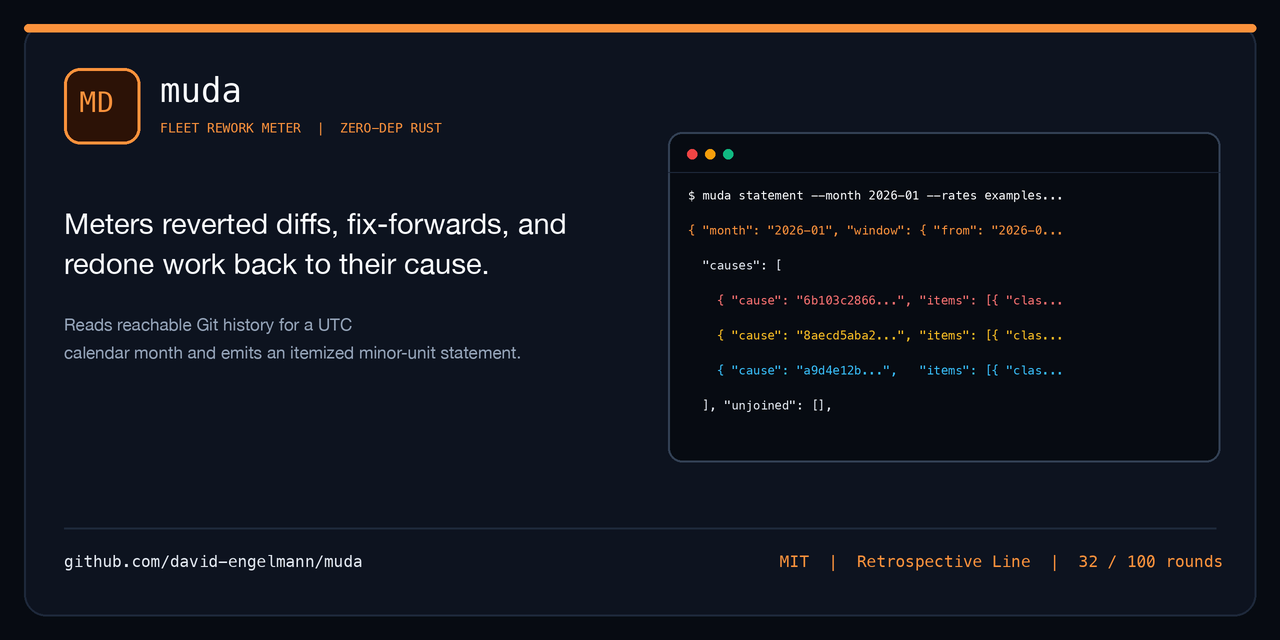 MD
muda
FLEET REWORK METER | ZERO-DEP RUST
Meters reverted diffs, fix-forwards, and
redone work back to their cause.
Reads reachable Git history for a UTC
calendar month and emits an itemized minor-unit statement.
$ muda statement --month 2026-01 --rates examples...
{ "month": "2026-01", "window": { "from": "2026-0...
"causes": [
{ "cause": "6b103c2866...", "items": [{ "clas...
{ "cause": "8aecd5aba2...", "items": [{ "clas...
{ "cause": "a9d4e12b...", "items": [{ "clas...
], "unjoined": [],
github.com/david-engelmann/muda
MIT | Retrospective Line | 32 / 100 rounds